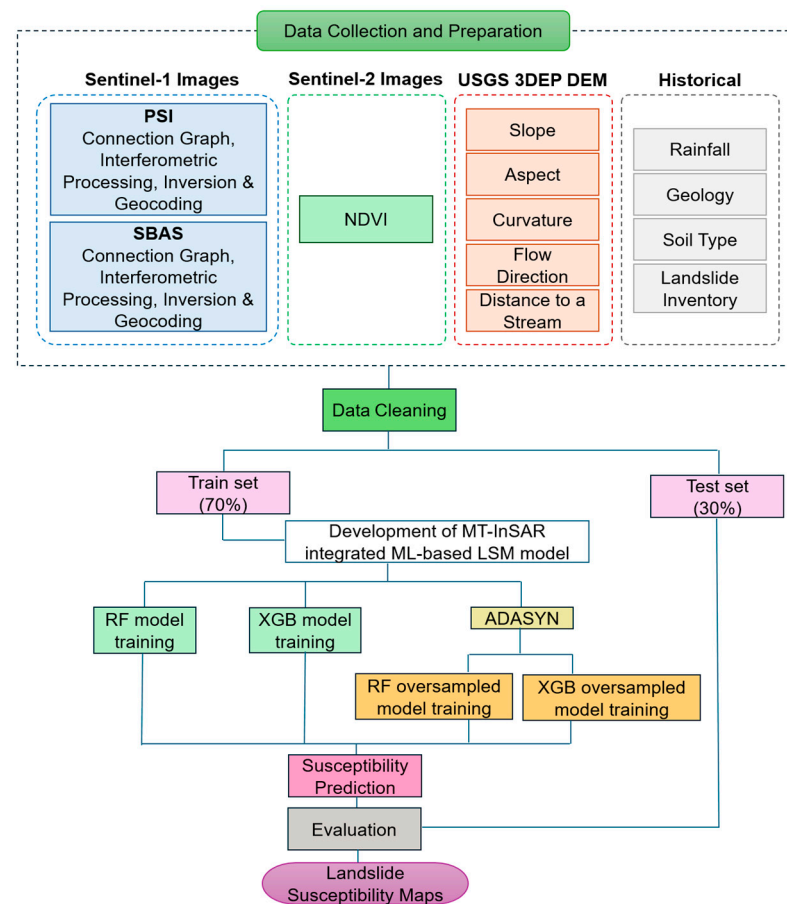 Data Collection and Preparation
Sentinel-1 Images
Sentinel-2 Images
USGS 3DEP DEM
Historical
PSI
Connection Graph,
Interferometric
Processing, Inversion &
Geocoding
SBAS
Connection Graph,
Interferometric
Processing, Inversion &
Geocoding
NDVI
Slope
Aspect
Curvature
Flow
Direction
Distance to a
Stream
Rainfall
Geology
Soil Type
Landslide
Inventory
Data Cleaning
Train set
(70%)
Test set
(30%)
Development of MT-InSAR
integrated ML-based LSM model
RF model
training
XGB model
training
ADASYN
RF oversampled
model training
XGB oversampled
model training
Susceptibility
Prediction
Evaluation
Landslide
Susceptibility Maps